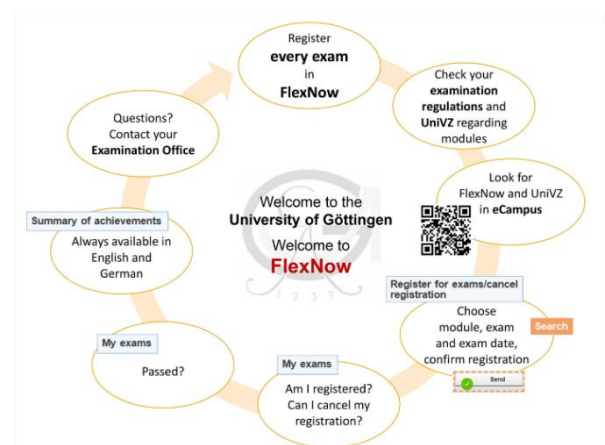 Register
every exam
in
FlexNow
Check your
examination
regulations and
UniVZ regarding
modules
Look for
FlexNow and UniVZ
in eCampus
Register for exams/cancel
registration
Choose
module, exam
and exam date,
confirm registration
Search
Send
My exams
Am I registered?
Can I cancel my
registration?
My exams
Passed?
Summary of achievements
Always available in
English and
German
Questions?
Contact your
Examination Office
Welcome to the
University of Göttingen
Welcome to
FlexNow
1737